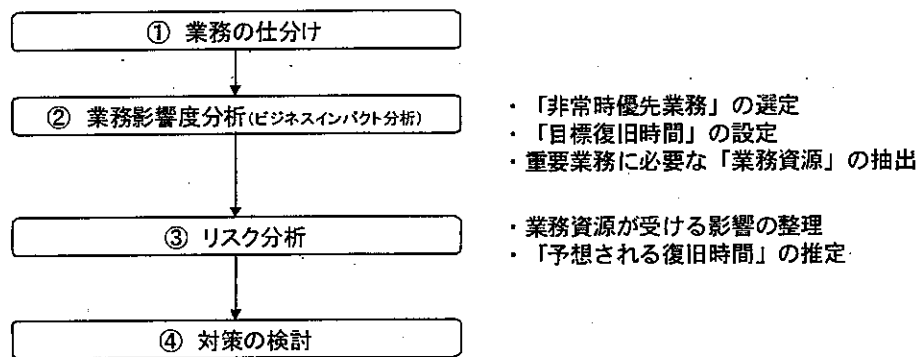 ① 業務の仕分け
② 業務影響度分析(ビジネスインパクト分析)
・「非常時優先業務」の選定
・「目標復旧時間」の設定
・重要業務に必要な「業務資源」の抽出
③ リスク分析
・業務資源が受ける影響の整理
・「予想される復旧時間」の推定
④ 対策の検討